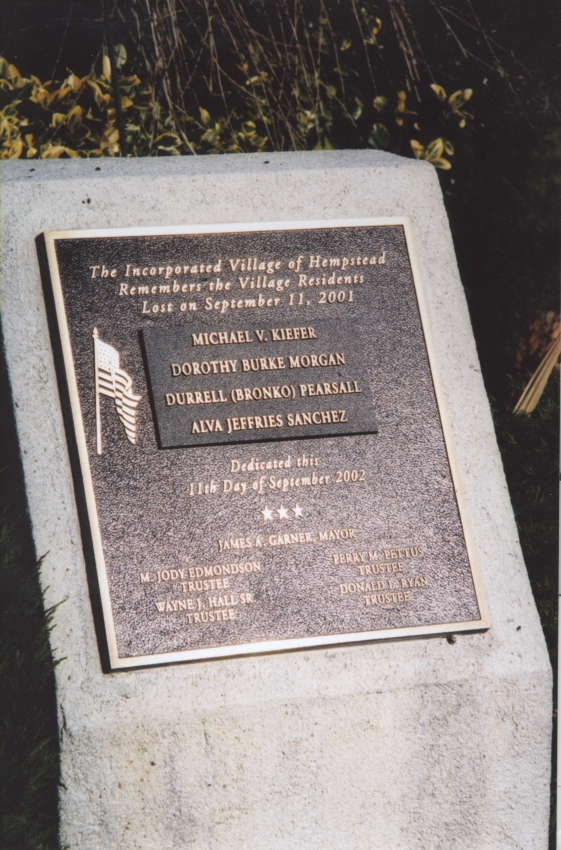 The Incorporated Village of Hempstead
Remembers the Village Residents
Lost on September 11, 2001
MICHAEL V. KIEFER
DOROTHY BURKE MORGAN
DURRELL (BRONKO) PEARSALL
ALVA JEFFRIES SANCHEZ
Dedicated this
11th Day of September 2002
JAMES A. GARNER, MAYOR
M. JODY EDMONDSON
TRUSTEE
WAYNE J. HALL SR.
TRUSTEE
PERRY M. PETTUS
TRUSTEE
DONALD L. RYAN
TRUSTEE